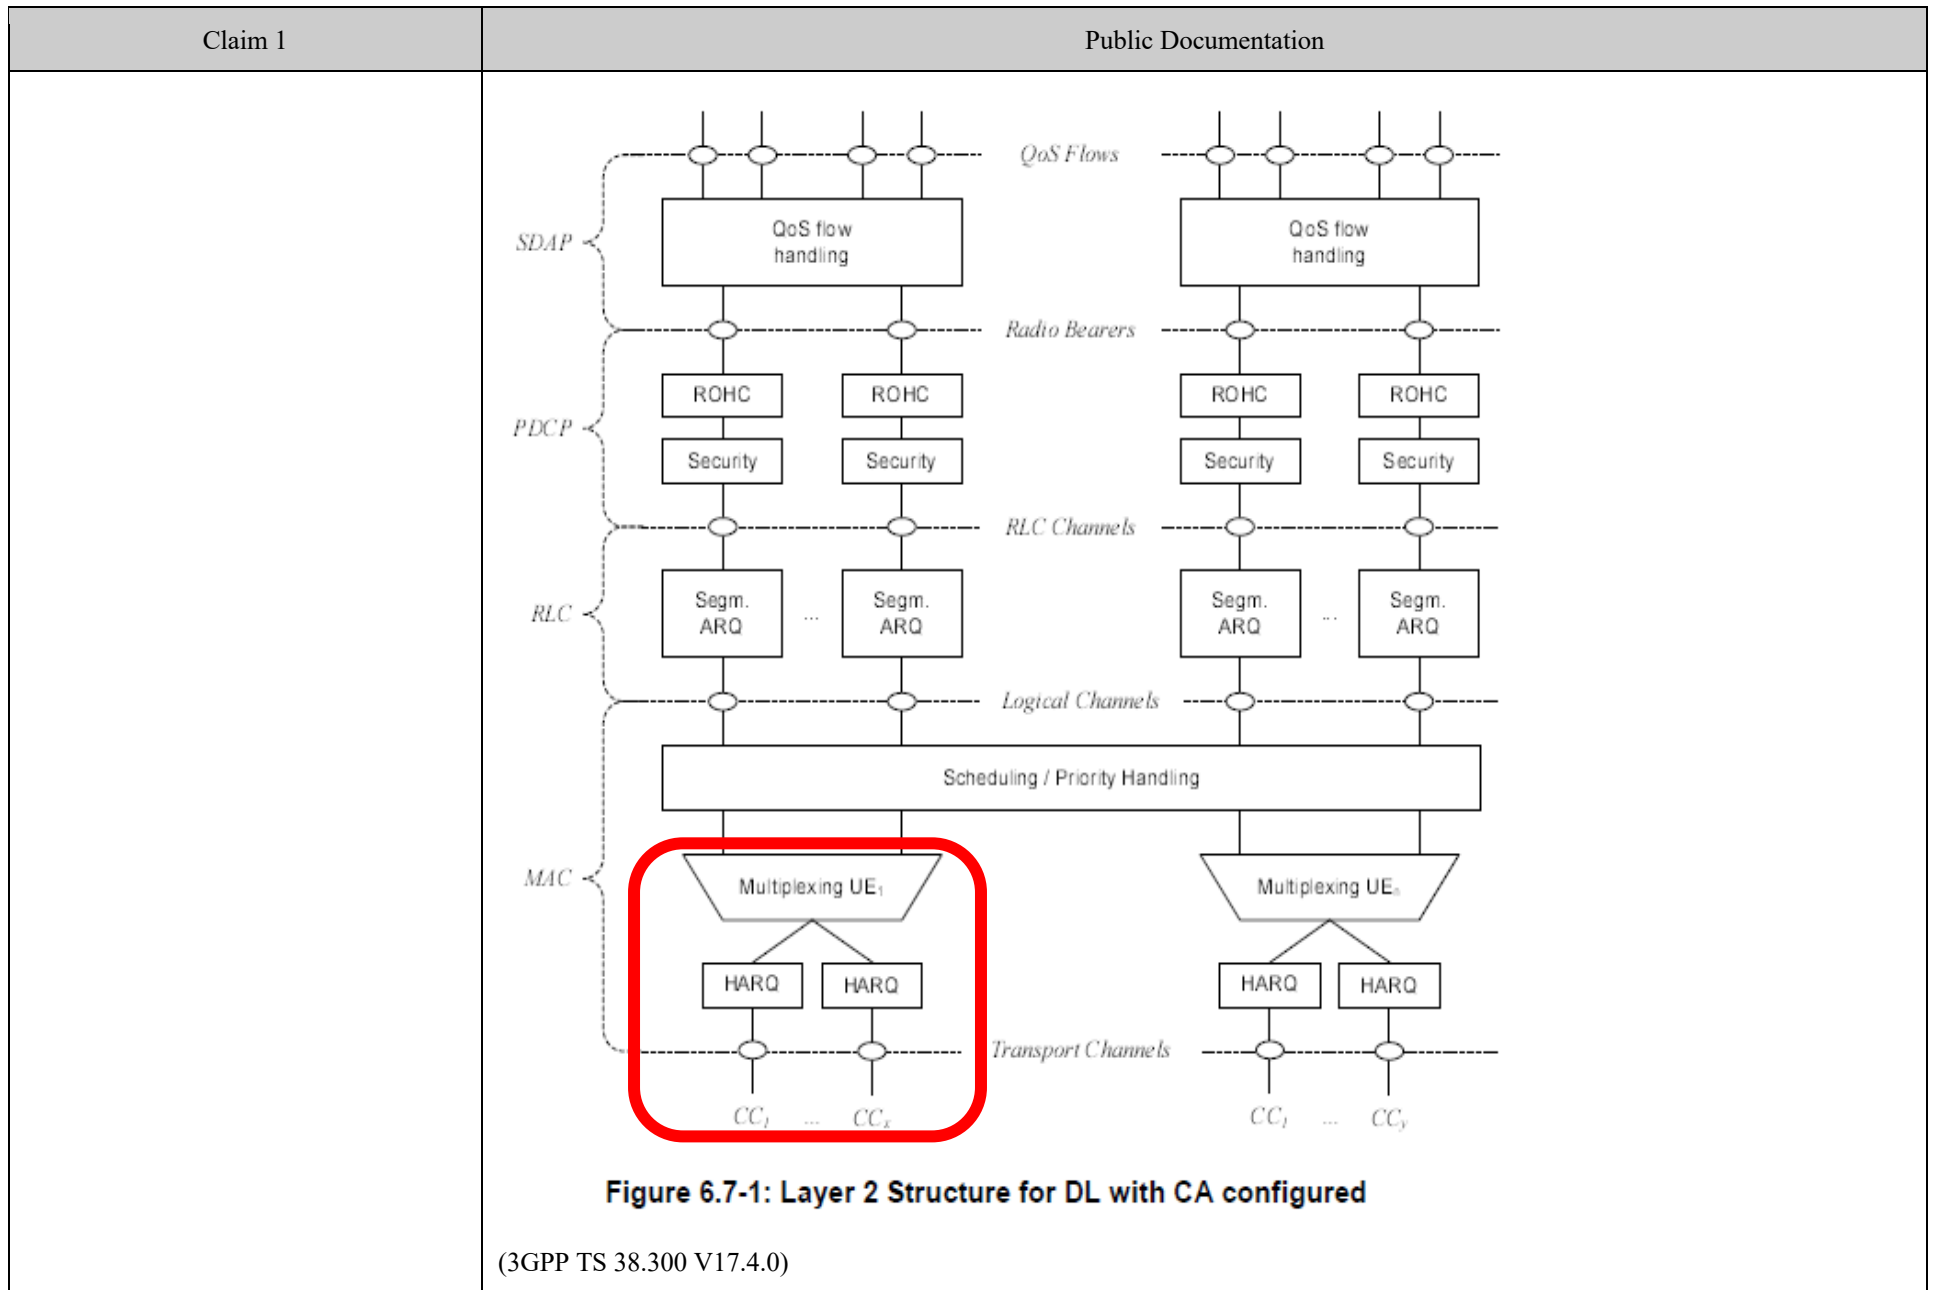 Claim 1
Public Documentation
QoS Flows
QoS flow
handling
QoS flow
handling
SDAP
Radio Bearers
ROHC ROHC ROHC ROHC
PDCP
Security Security Security Security
RLC Channels
Segm.
ARQ
...
Segm.
ARQ
Segm.
ARQ
...
Segm.
ARQ
RLC
Logical Channels
Scheduling / Priority Handling
MAC
Multiplexing UE1
Multiplexing UEn
HARQ HARQ HARQ HARQ
Transport Channels
CC1 ... CCx CC1 ... CCy
Figure 6.7-1: Layer 2 Structure for DL with CA configured
(3GPP TS 38.300 V17.4.0)